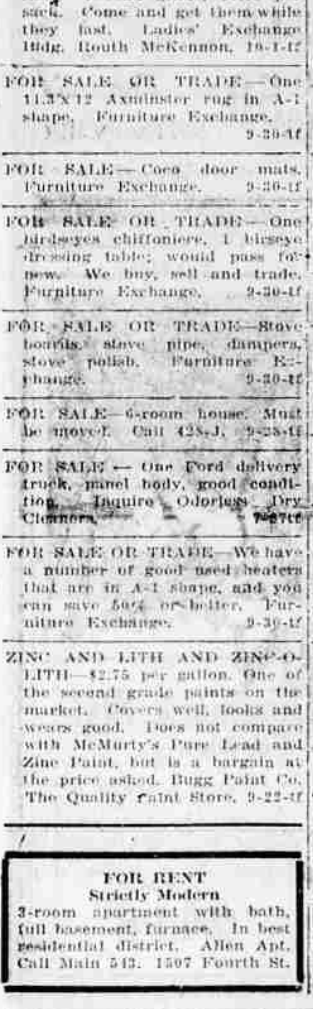 sack. Come and get them while
they last. Ladies' Exchange
Bldg. Routh McKennon. 10-1-tf
FOR SALE OR TRADE—One
11.3x12 Axminster rug in A-1
shape. Furniture Exchange.
9-30-tf
FOR SALE—Coco door mats.
Furniture Exchange. 9-30-tf
FOR SALE OR TRADE—One
birdseyes chiffoniere, 1 birseye
dressing table; would pass for
new. We buy, sell and trade.
Furniture Exchange. 9-30-tf
FOR SALE OR TRADE—Stove
boards, stove pipe, dampers,
stove polish. Furniture Ex-
change. 9-30-tf
FOR SALE—6-room house. Must
be moved. Call 428-J. 9-28-tf
FOR SALE — One Ford delivery
truck, panel body, good condi-
tion. Inquire Odorless Dry
Cleaners. 7-27tf
FOR SALE OR TRADE—We have
a number of good used heaters
that are in A-1 shape, and you
can save 50% or better. Fur-
niture Exchange. 9-30-tf
ZINC AND LITH AND ZINC-O-
LITH—$2.75 per gallon. One of
the second grade paints on the
market. Covers well, looks and
wears good. Does not compare
with McMurty's Pure Lead and
Zinc Paint, but is a bargain at
the price asked. Bugg Paint Co.
The Quality Paint Store. 9-22-tf
FOR RENT
Strictly Modern
3-room apartment with bath,
full basement, furnace. In best
residential district. Allen Apt.
Call Main 543. 1507 Fourth St.